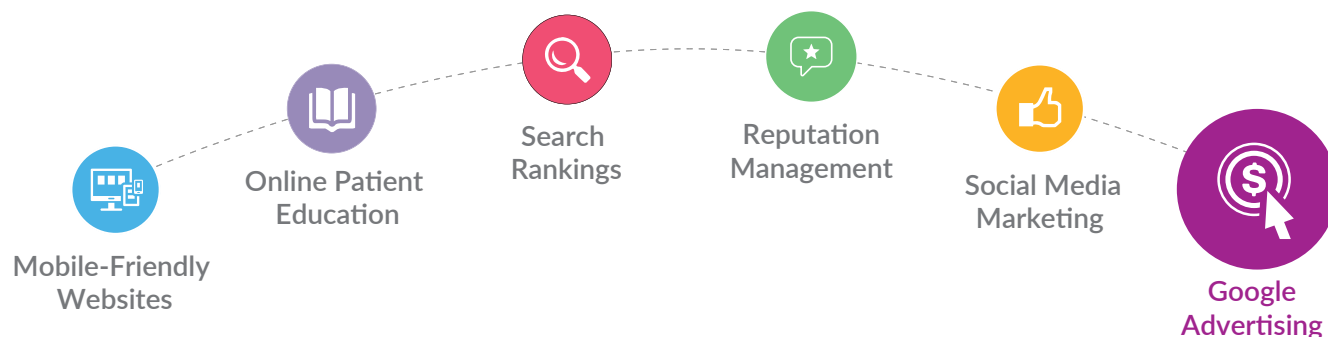 Mobile-Friendly
Websites
Online Patient
Education
Search
Rankings
Reputation
Management
Social Media
Marketing
$
Google
Advertising